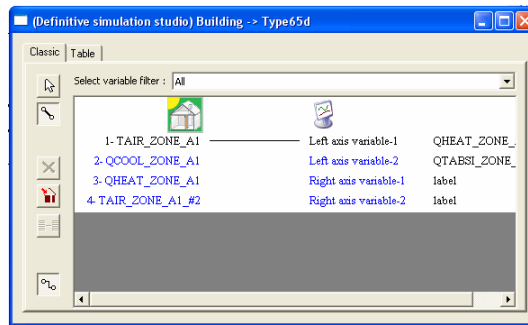 (Definitive simulation studio) Building -> Type65d
Classic Table
Select variable filter : All
1- TAIR_ZONE_A1 Left axis variable-1 QHEAT_ZONE_
2- QCOOL_ZONE_A1 Left axis variable-2 QTABSI_ZONE_
3- QHEAT_ZONE_A1 Right axis variable-1 label
4- TAIR_ZONE_A1_#2 Right axis variable-2 label